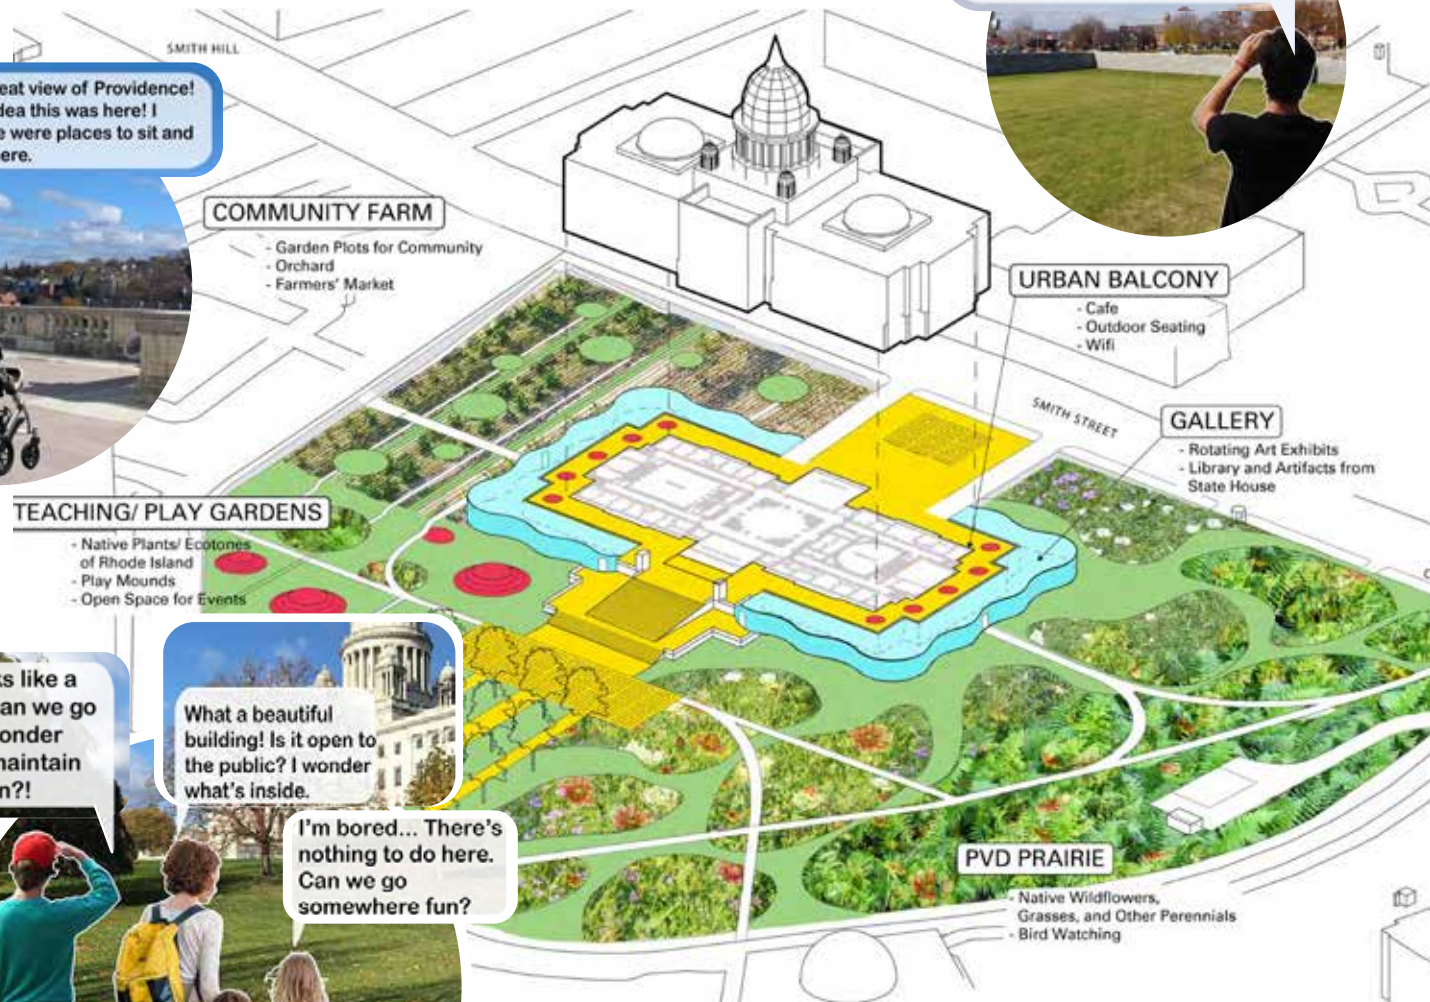 SMITH HILL
eat view of Providence!
dea this was here! I
e were places to sit and
ere.
COMMUNITY FARM
- Garden Plots for Community
- Orchard
- Farmers' Market
URBAN BALCONY
- Cafe
- Outdoor Seating
- Wifi
SMITH STREET
GALLERY
- Rotating Art Exhibits
- Library and Artifacts from
State House
TEACHING/ PLAY GARDENS
- Native Plants/ Ecotones
of Rhode Island
- Play Mounds
- Open Space for Events
ks like a
an we go
onder
maintain
n?!
What a beautiful
building! Is it open to
the public? I wonder
what's inside.
I'm bored... There's
nothing to do here.
Can we go
somewhere fun?
PVD PRAIRIE
- Native Wildflowers,
Grasses, and Other Perennials
- Bird Watching